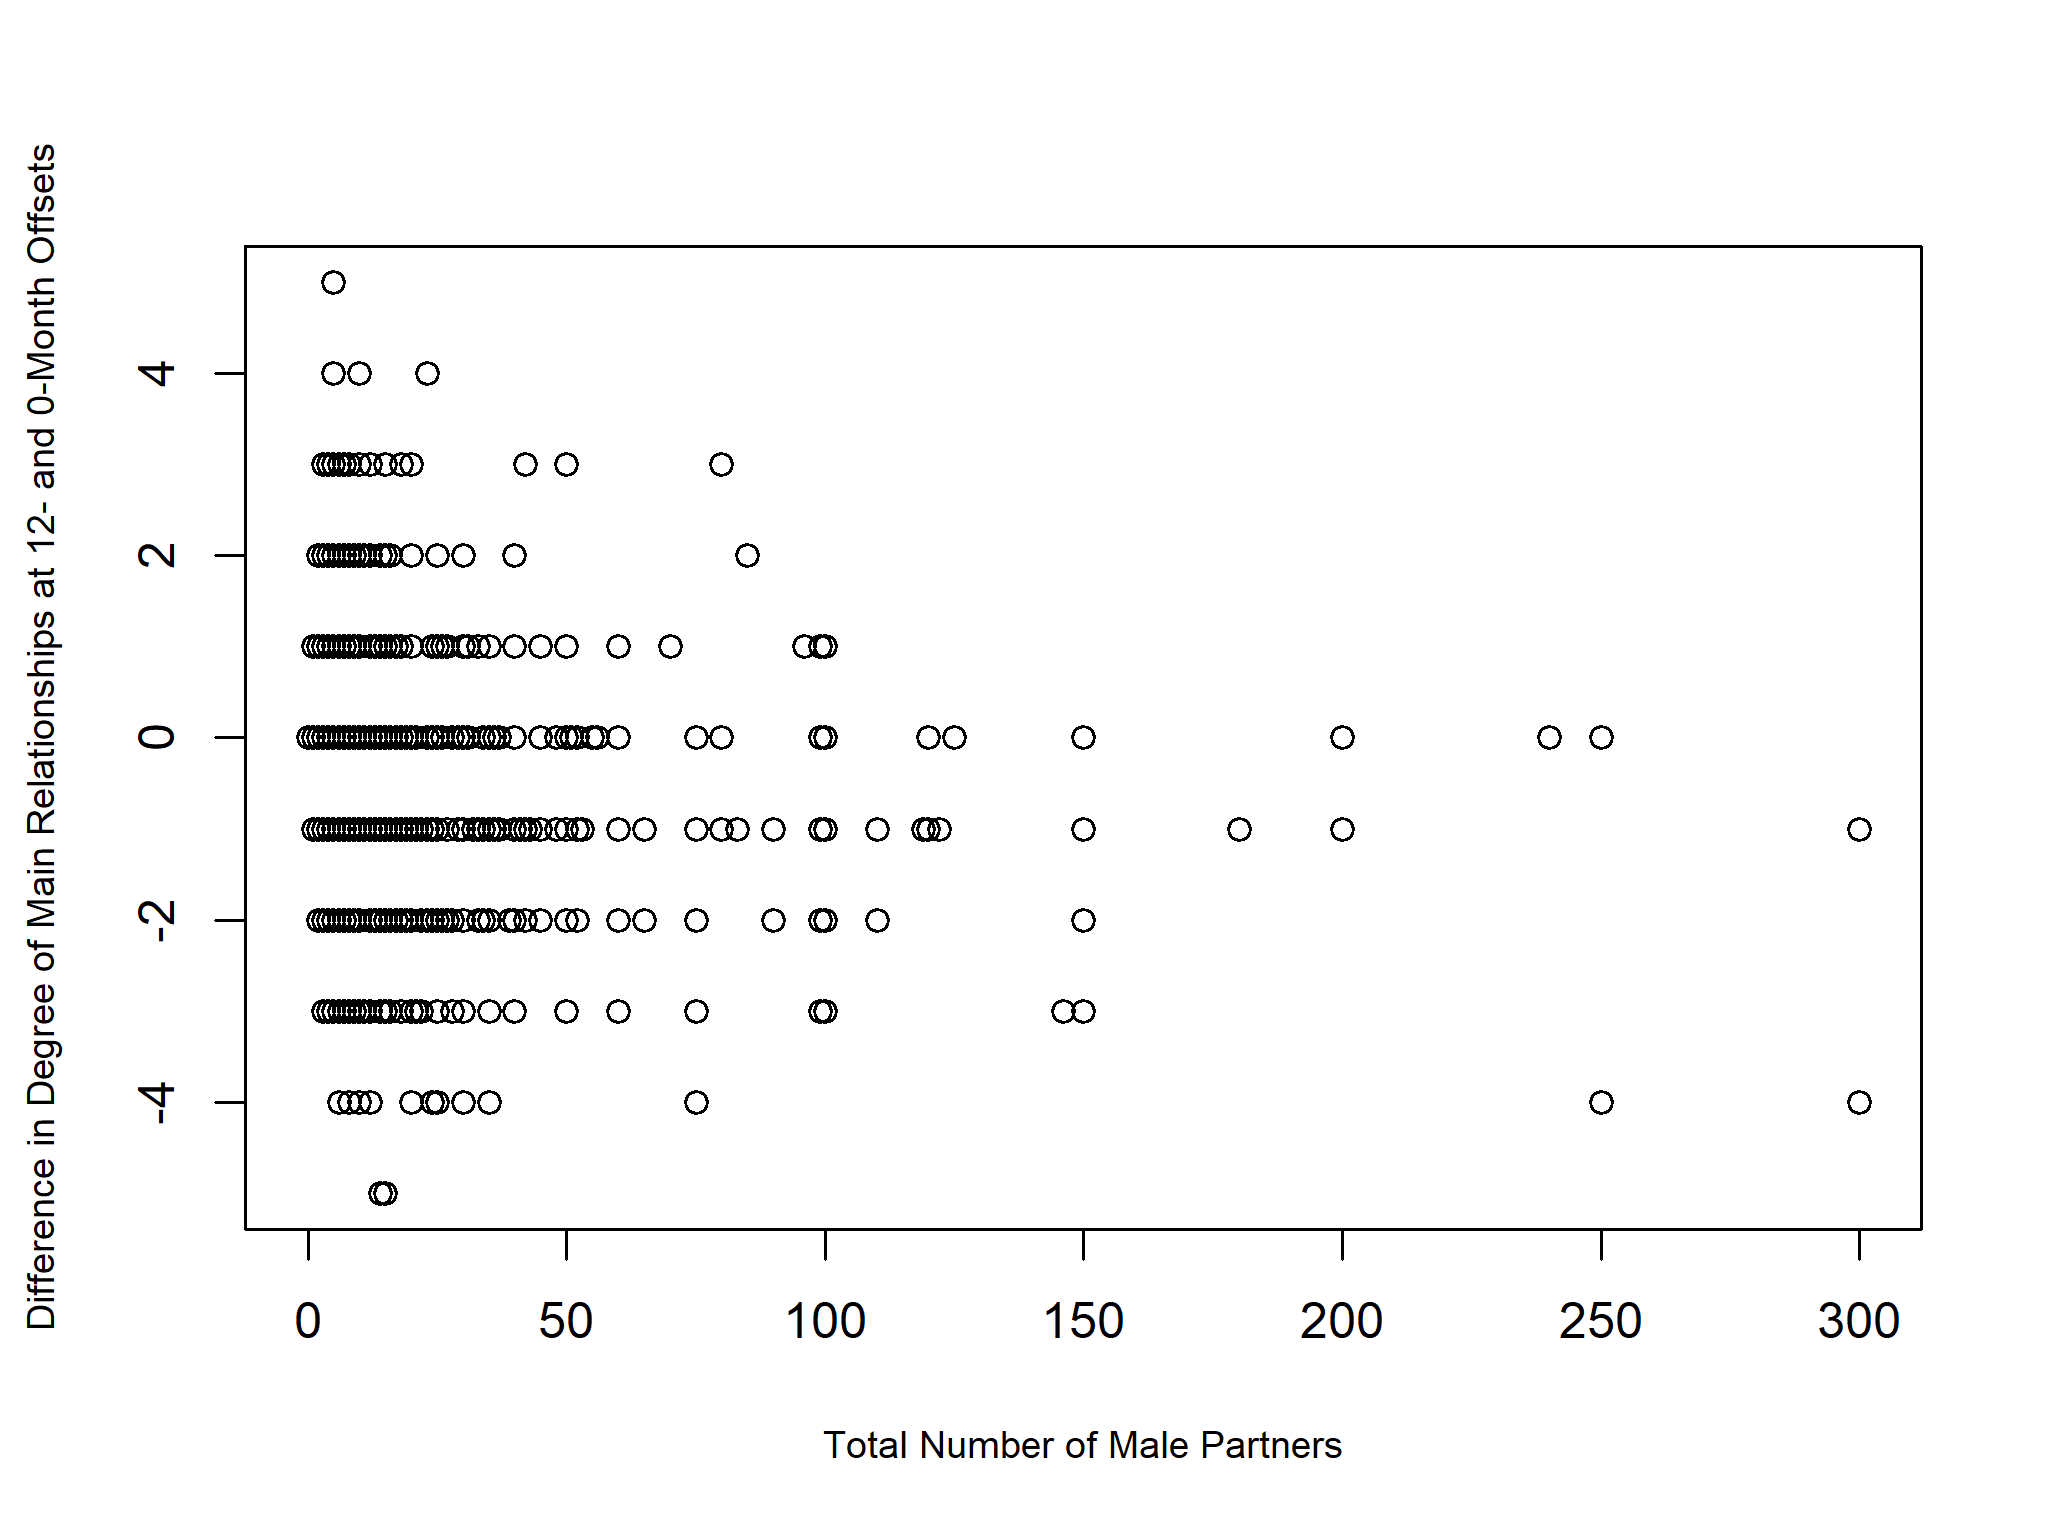 Difference in Degree of Main Relationships at 12- and 0-Month Offsets
4
2
0
-2
-4
0 50 100 150 200 250 300
Total Number of Male Partners